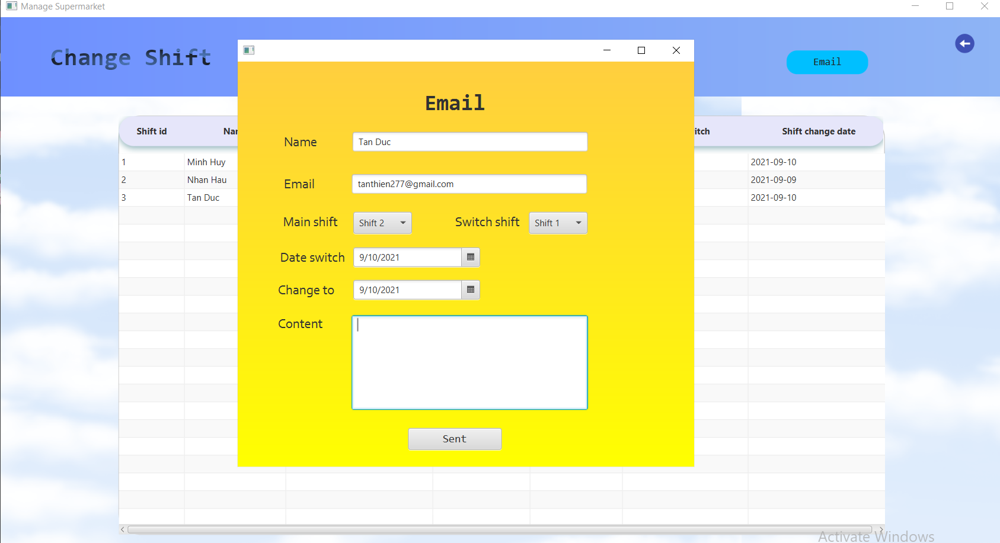 Manage Supermarket
Change Shift
Email
Shift id
Shift change date
1 Minh Huy 2021-09-10
2 Nhan Hau 2021-09-09
3 Tan Duc 2021-09-10
Email
Name Tan Duc
Email tanthien277@gmail.com
Main shift Shift 2 Switch shift Shift 1
Date switch 9/10/2021
Change to 9/10/2021
Content
Sent
Activate Windows